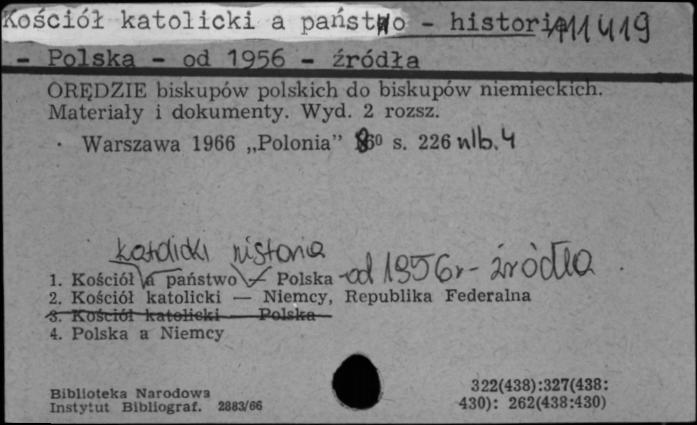 Kościół katolicki a państwo - historia 411419
- Polska - od 1956 - źródła
ORĘDZIE biskupów polskich do biskupów niemieckich.
Materiały i dokumenty. Wyd. 2 rozsz.
· Warszawa 1966 „Polonia” 8⁰ s. 226 nlb. 4
katolicki historia
1. Kościół a państwo — Polska - od 1956 r - źródła
2. Kościół katolicki — Niemcy, Republika Federalna
3. Kościół katolicki — Polska
4. Polska a Niemcy
Biblioteka Narodowa
Instytut Bibliograf. 2883/66
322(438):327(438:
430): 262(438:430)